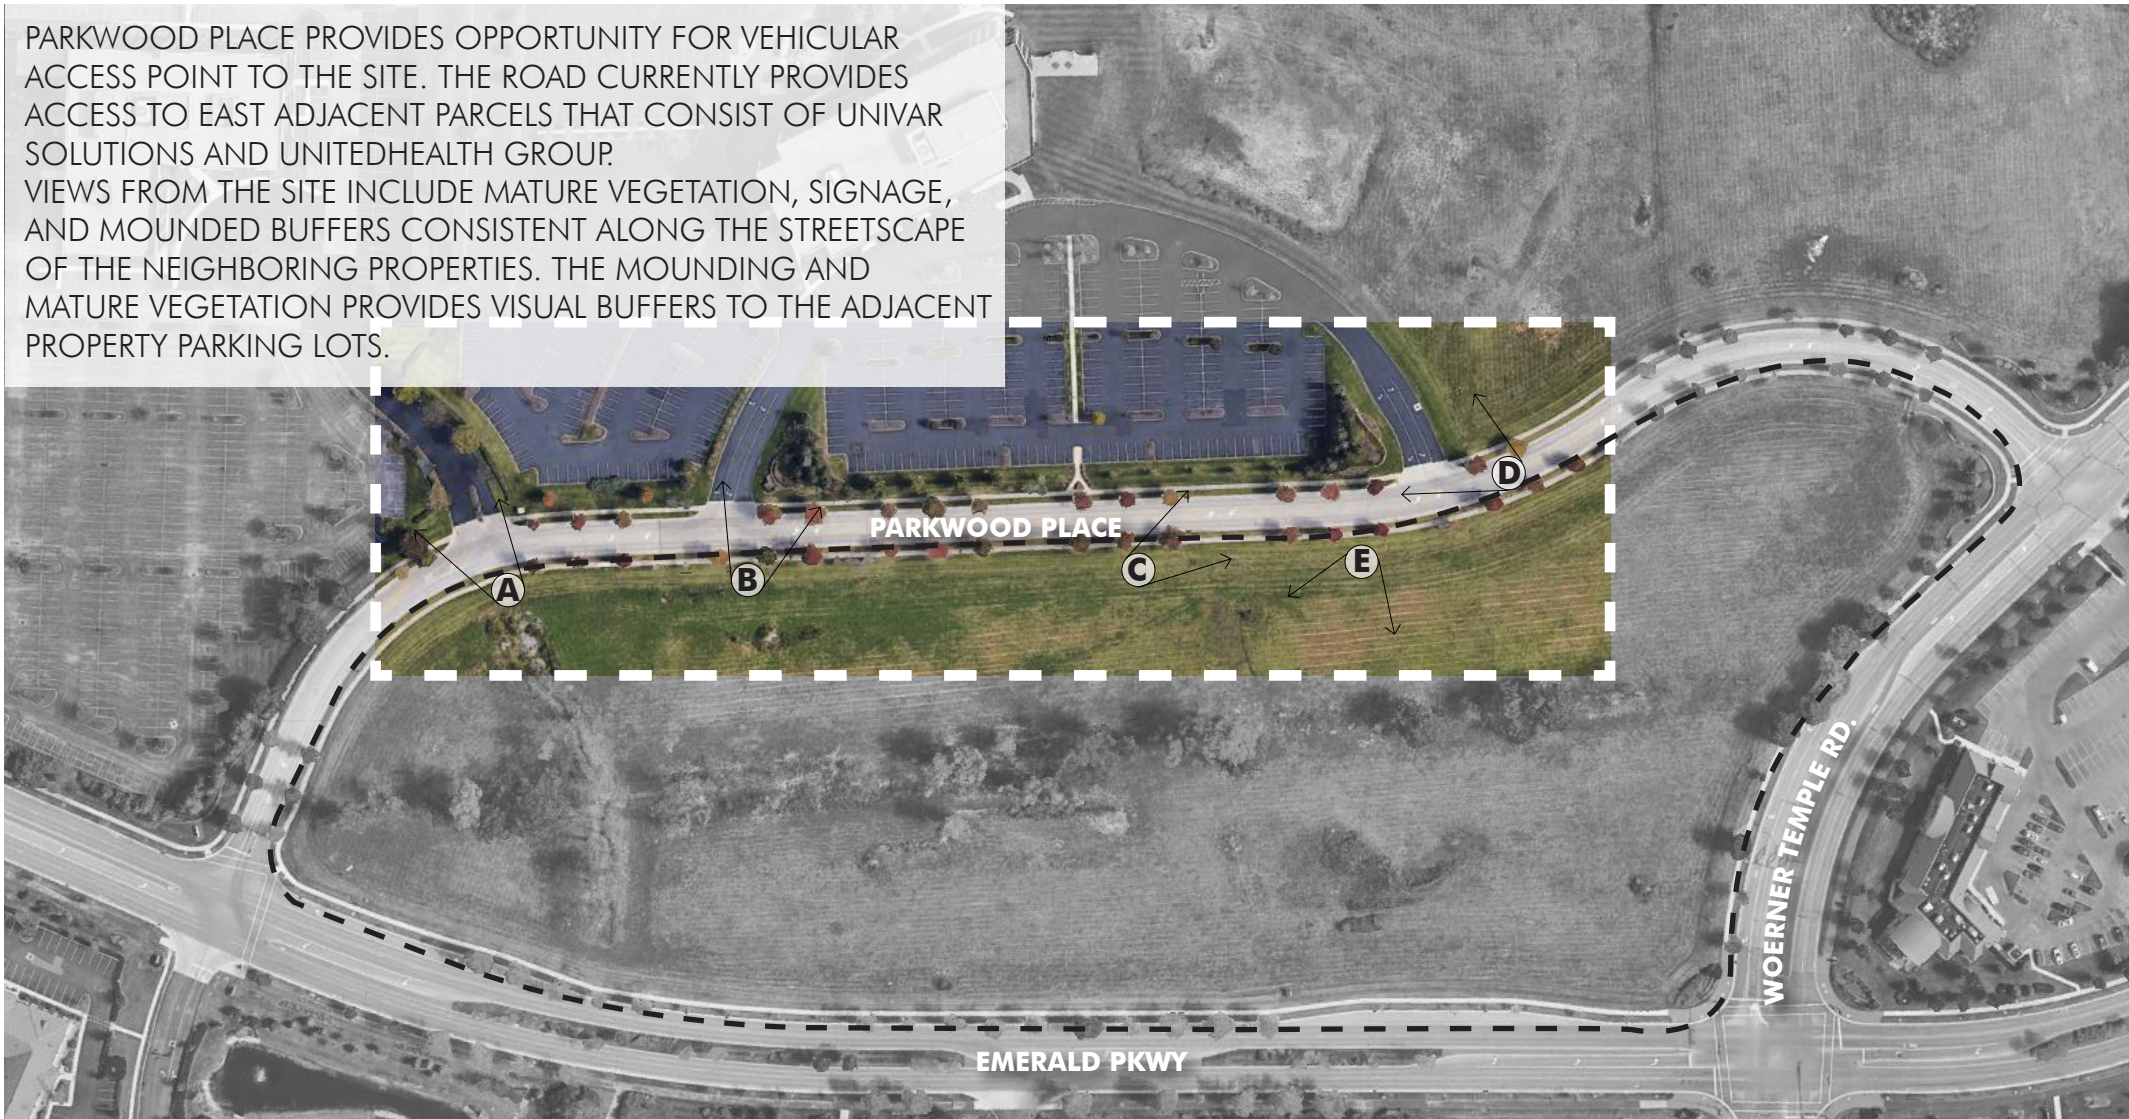 PARKWOOD PLACE PROVIDES OPPORTUNITY FOR VEHICULAR
ACCESS POINT TO THE SITE. THE ROAD CURRENTLY PROVIDES
ACCESS TO EAST ADJACENT PARCELS THAT CONSIST OF UNIVAR
SOLUTIONS AND UNITEDHEALTH GROUP.
VIEWS FROM THE SITE INCLUDE MATURE VEGETATION, SIGNAGE,
AND MOUNDED BUFFERS CONSISTENT ALONG THE STREETSCAPE
OF THE NEIGHBORING PROPERTIES. THE MOUNDING AND
MATURE VEGETATION PROVIDES VISUAL BUFFERS TO THE ADJACENT
PROPERTY PARKING LOTS.
D
PARKWOOD PLACE
A
B
C
E
WOERNER TEMPLE RD.
EMERALD PKWY